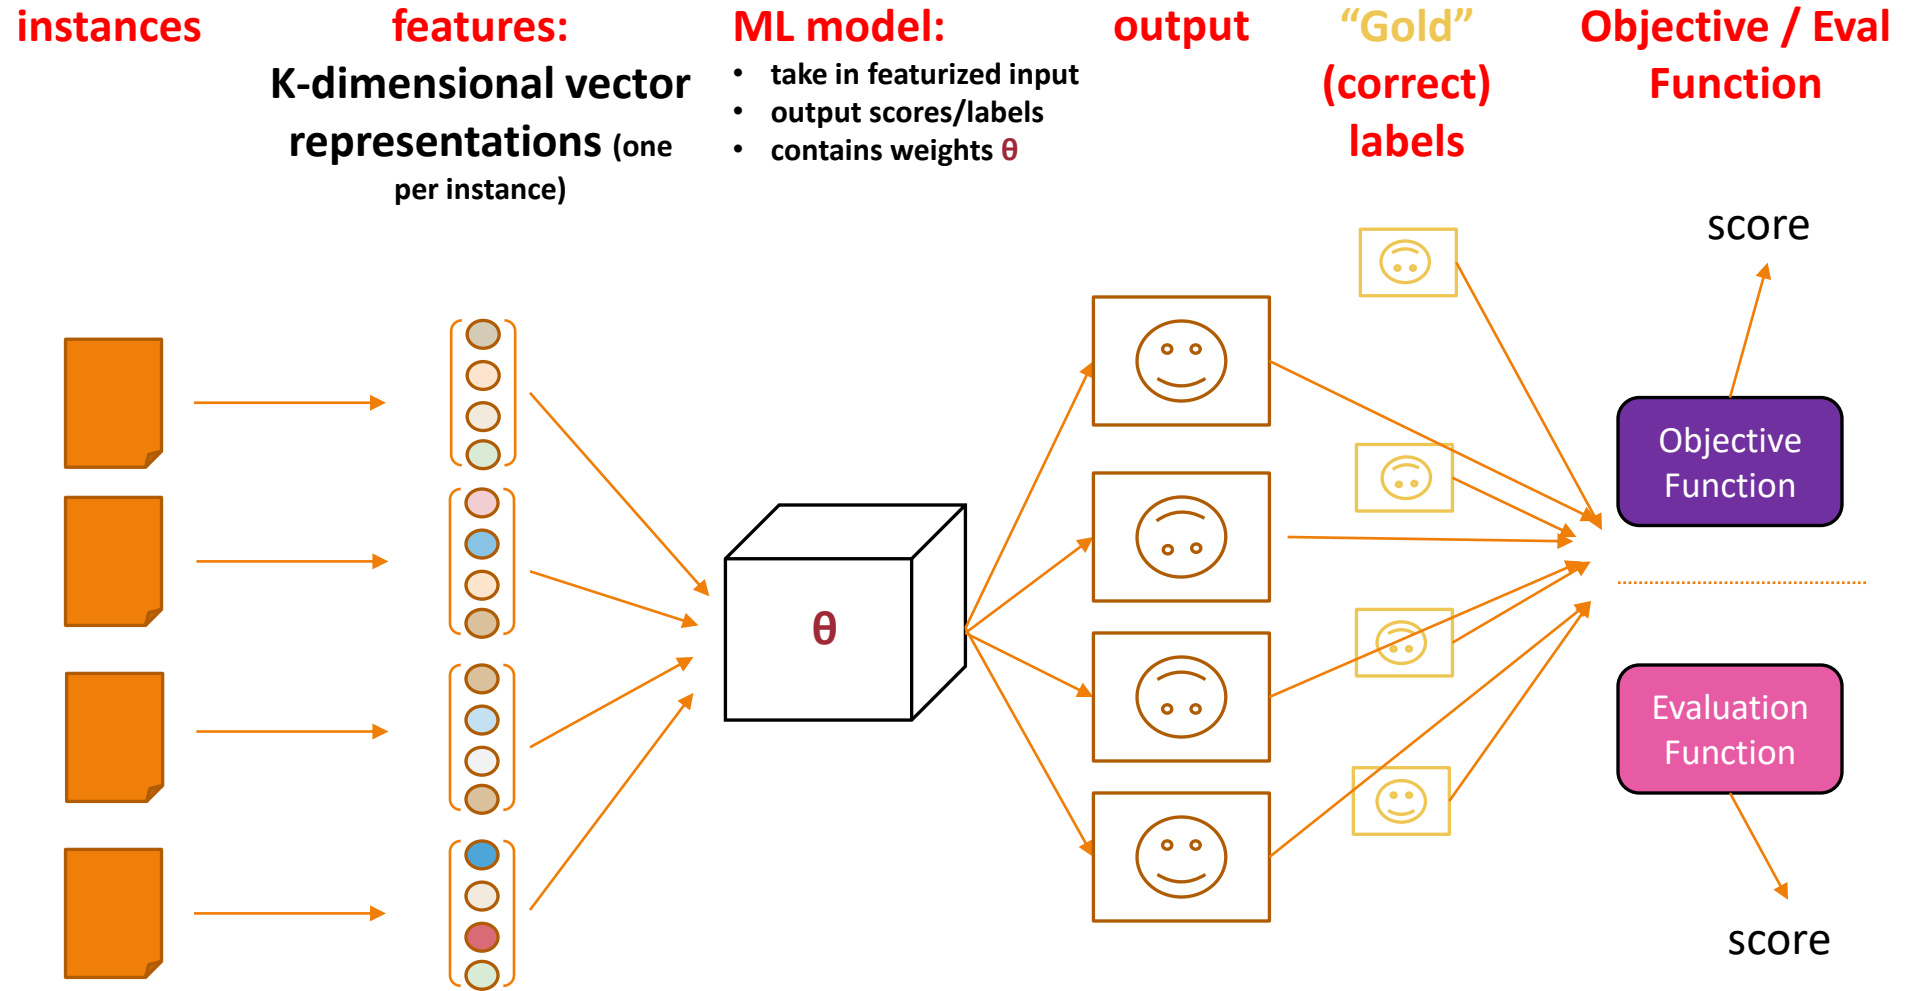 instances
features:
K-dimensional vector
representations (one
per instance)
ML model:
• take in featurized input
• output scores/labels
• contains weights θ
output
“Gold”
(correct)
labels
Objective / Eval
Function
score
Objective
Function
θ
Evaluation
Function
score